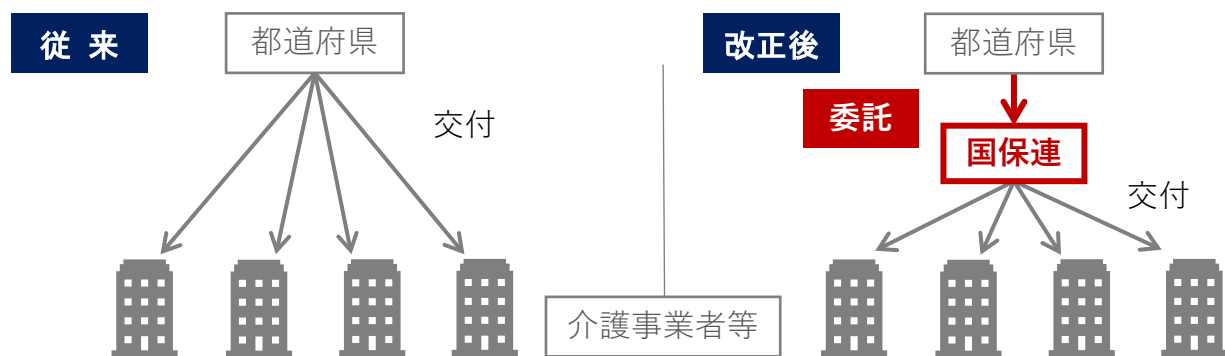 従 来
都道府県
交付
改正後
都道府県
委託
国保連
交付
介護事業者等